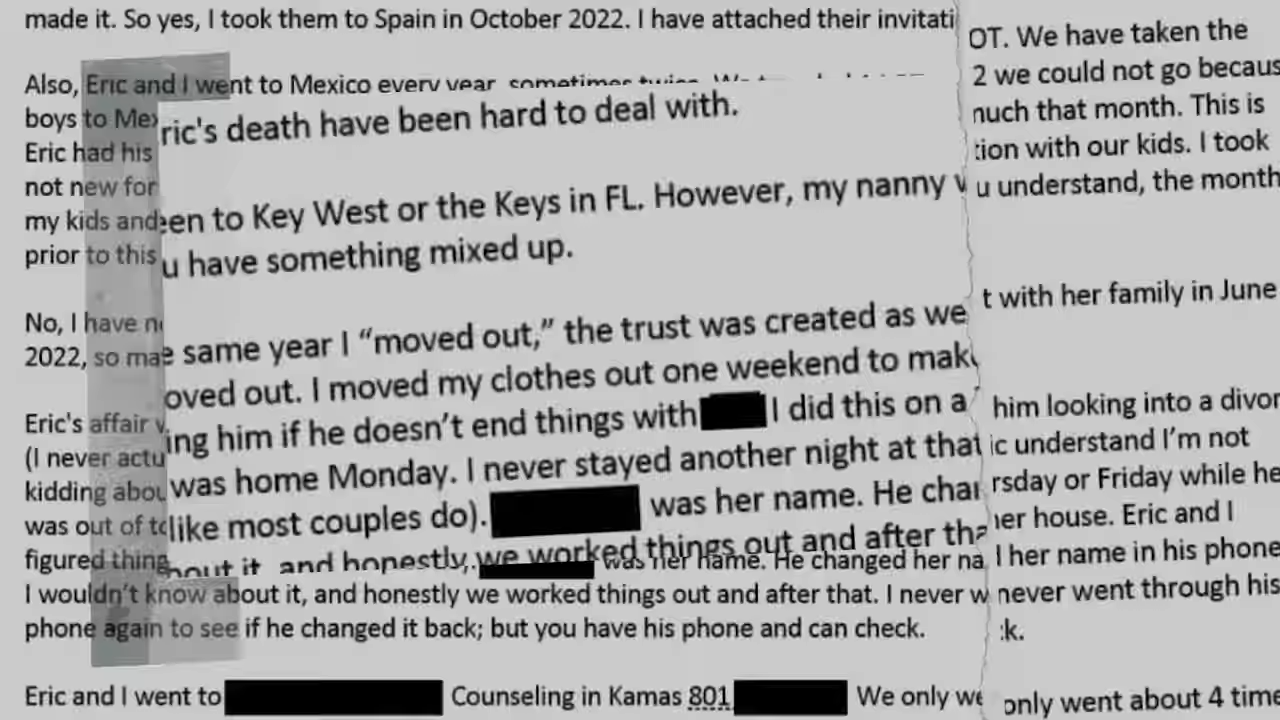 made it. So yes, I took them to Spain in October 2022. I have attached their invitati
Also, Eric and I went to Mexico every year, sometimes twice.
boys to Mex
Eric had his
not new for
my kids and
prior to this
No, I have n
2022, so ma
Eric's affair w
(I never actu
kidding abou
was out of to
figured thing was her name. He changed her na
I wouldn't know about it, and honestly we worked things out and after that. I never w
phone again to see if he changed it back; but you have his phone and can check.
Eric and I went to Counseling in Kamas 801 We only we
ric's death have been hard to deal with.
een to Key West or the Keys in FL. However, my nanny w
u have something mixed up.
e same year I “moved out,” the trust was created as we
oved out. I moved my clothes out one weekend to make
ing him if he doesn't end things with I did this on a
was home Monday. I never stayed another night at that
like most couples do). was her name. He chan
bout it, and honestly, we worked things out and after tha
OT. We have taken the
2 we could not go becaus
nuch that month. This is
tion with our kids. I took
u understand, the month
t with her family in June
him looking into a divor
ic understand I'm not
rsday or Friday while he
her house. Eric and I
l her name in his phone
never went through his
k.
only went about 4 time